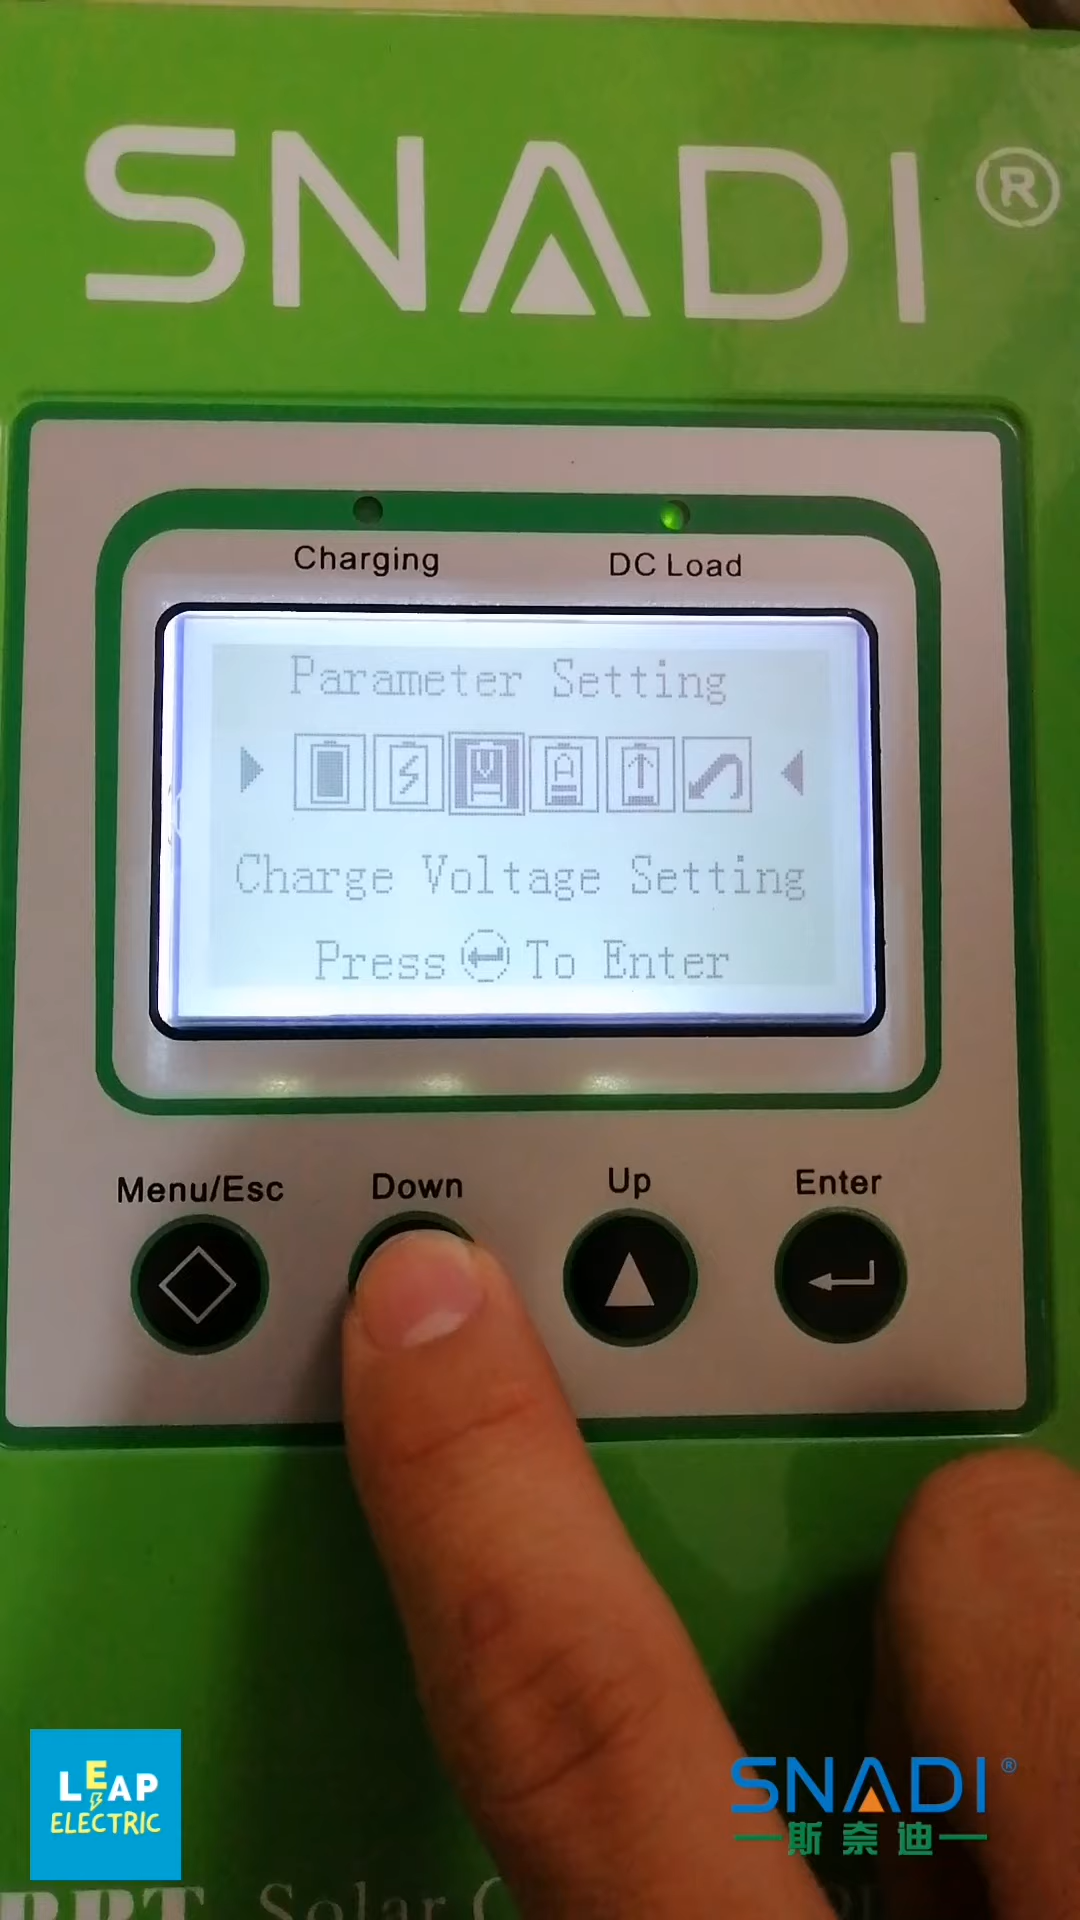 SNADI®
Charging
DC Load
Parameter Setting
V A
Charge Voltage Setting
Press To Enter
Menu/Esc
Down
Up
Enter
LEAP
ELECTRIC
SNADI®
斯奈迪
Solar